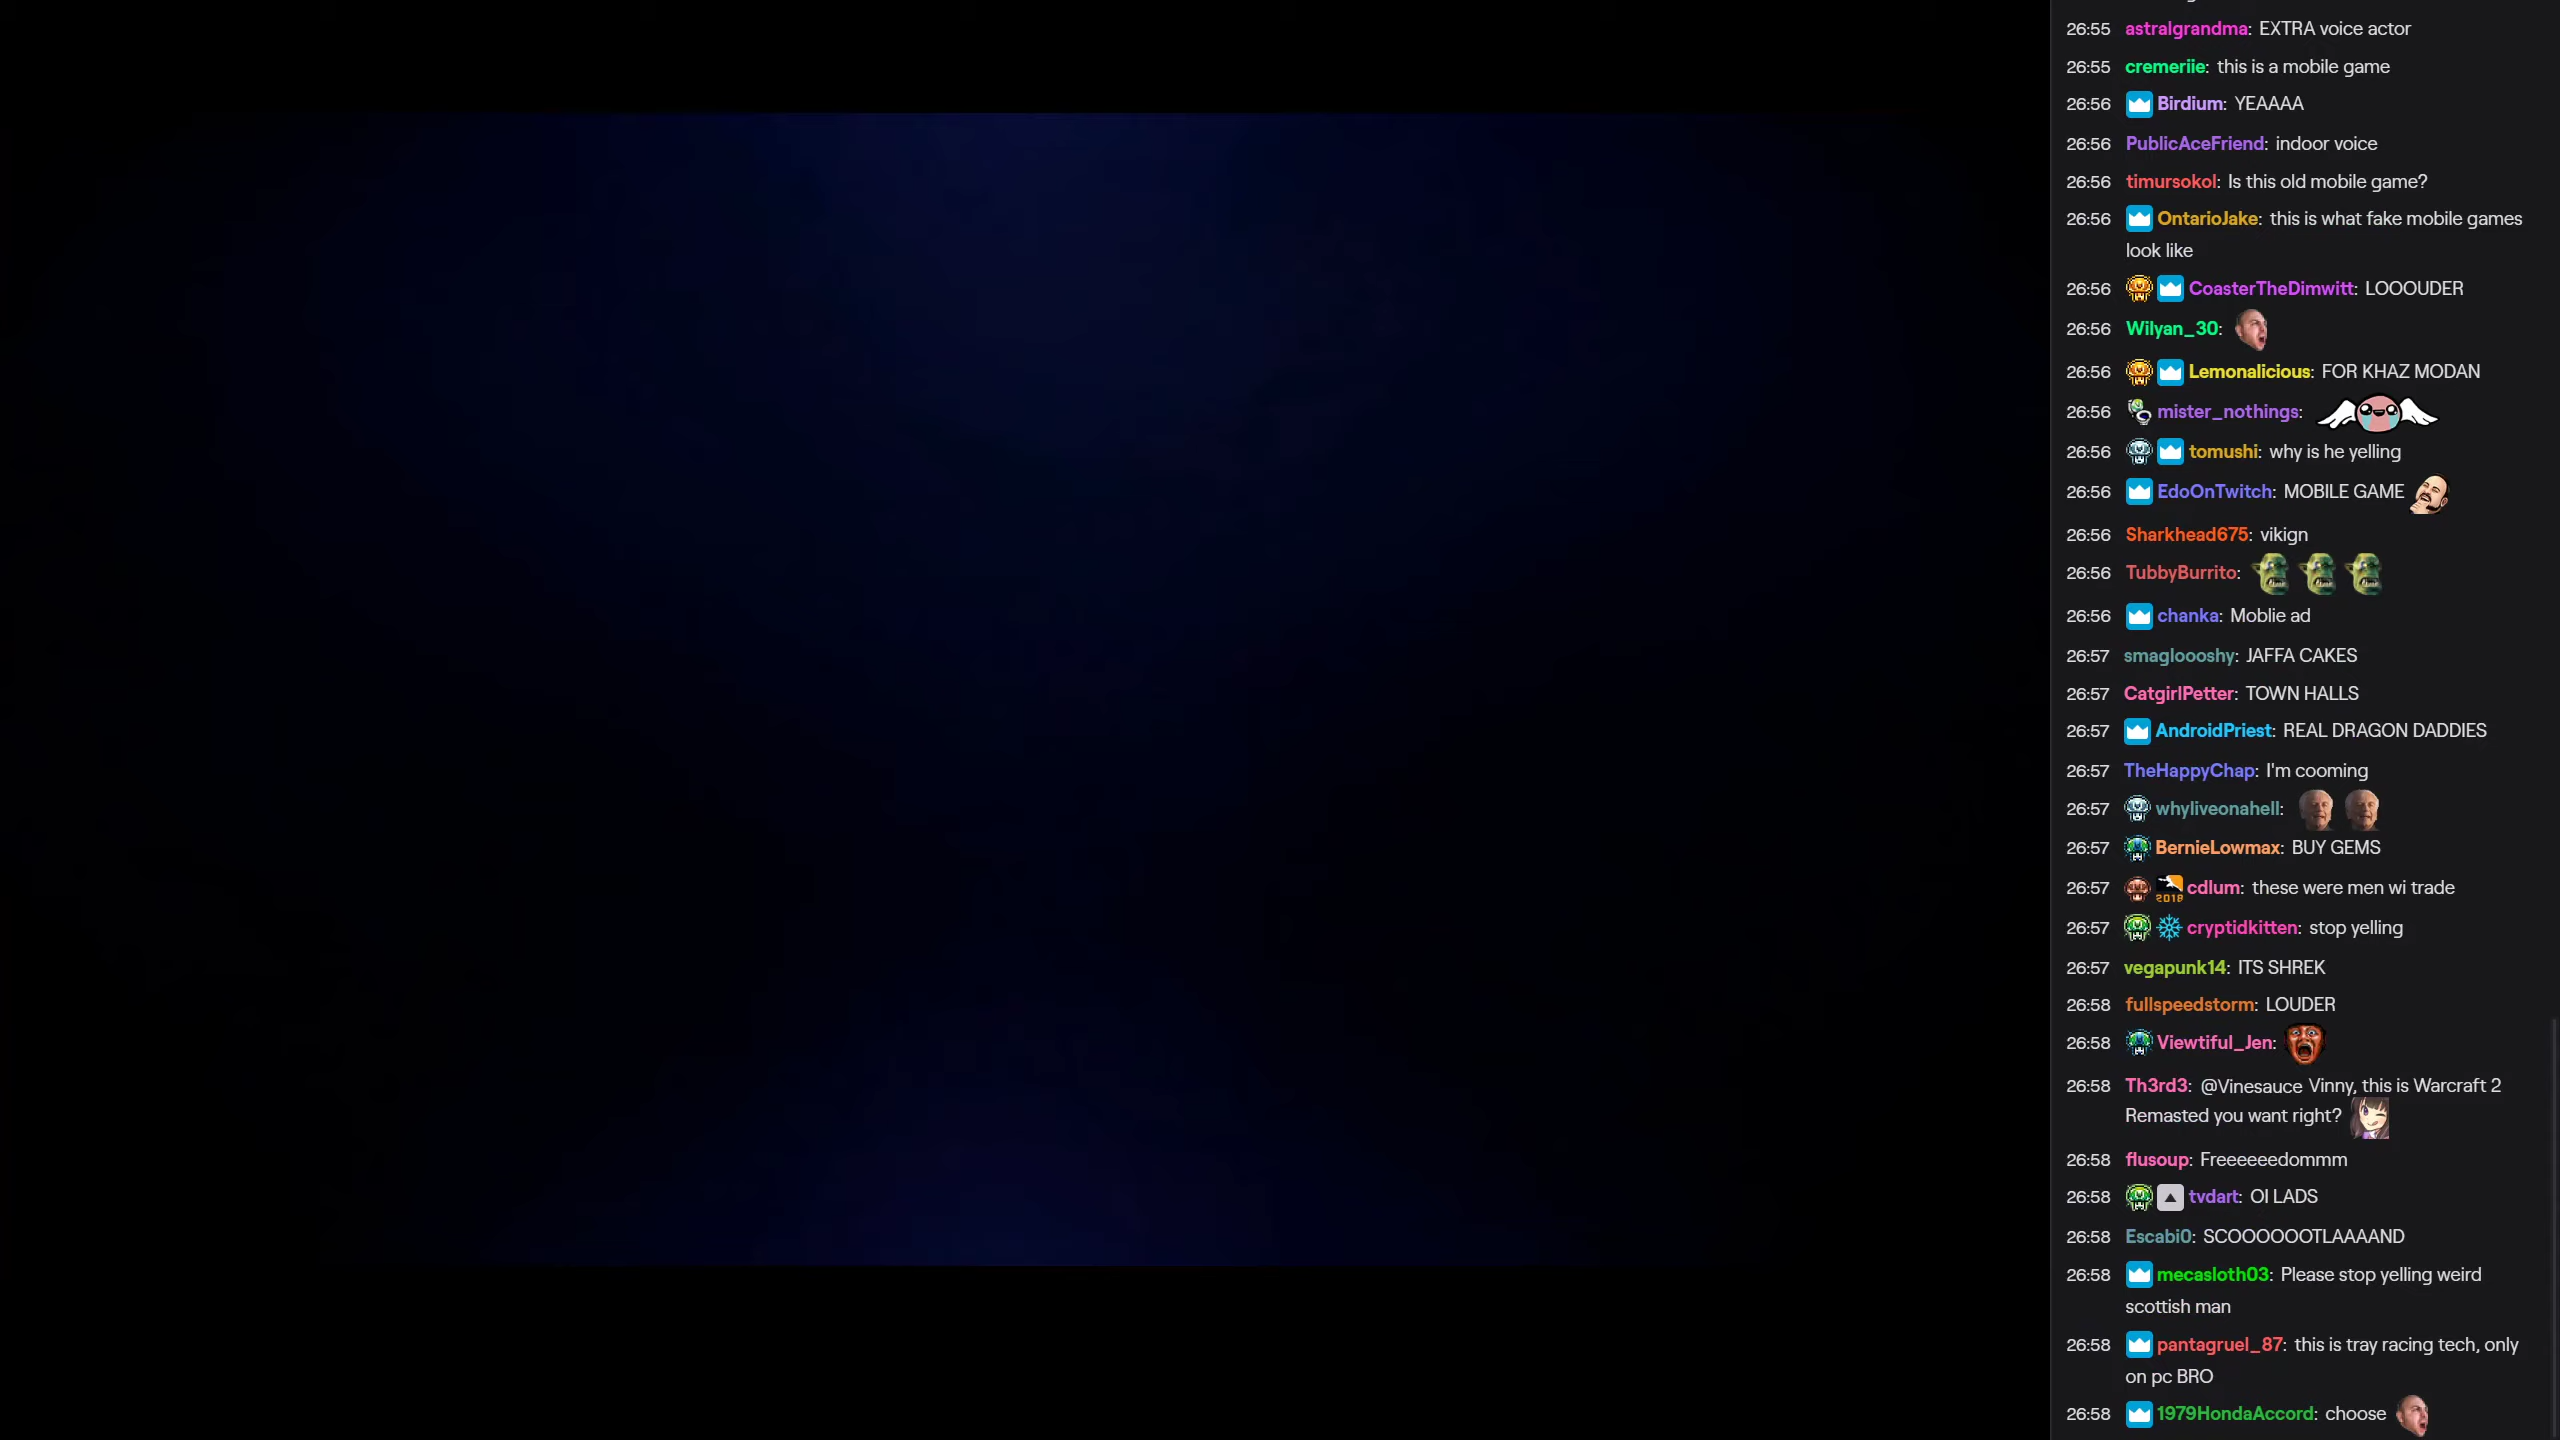 26:55 astralgrandma: EXTRA voice actor
26:55 cremeriie: this is a mobile game
26:56 Birdium: YEAAAA
26:56 PublicAceFriend: indoor voice
26:56 timursokol: Is this old mobile game?
26:56 OntarioJake: this is what fake mobile games
look like
26:56 CoasterTheDimwitt: LOOOUDER
26:56 Wilyan_30:
26:56 Lemonalicious: FOR KHAZ MODAN
26:56 mister_nothings:
26:56 tomushi: why is he yelling
26:56 EdoOnTwitch: MOBILE GAME
26:56 Sharkhead675: vikign
26:56 TubbyBurrito:
26:56 chanka: Moblie ad
26:57 smagloooshy: JAFFA CAKES
26:57 CatgirlPetter: TOWN HALLS
26:57 AndroidPriest: REAL DRAGON DADDIES
26:57 TheHappyChap: I'm cooming
26:57 whyliveonahell:
26:57 BernieLowmax: BUY GEMS
26:57 2018 cdlum: these were men wi trade
26:57 cryptidkitten: stop yelling
26:57 vegapunk14: ITS SHREK
26:58 fullspeedstorm: LOUDER
26:58 Viewtiful_Jen:
26:58 Th3rd3: @Vinesauce Vinny, this is Warcraft 2
Remasted you want right?
26:58 flusoup: Freeeeeedommm
26:58 tvdart: OI LADS
26:58 Escabi0: SCOOOOOOTLAAAAND
26:58 mecasloth03: Please stop yelling weird
scottish man
26:58 pantagruel_87: this is tray racing tech, only
on pc BRO
26:58 1979HondaAccord: choose